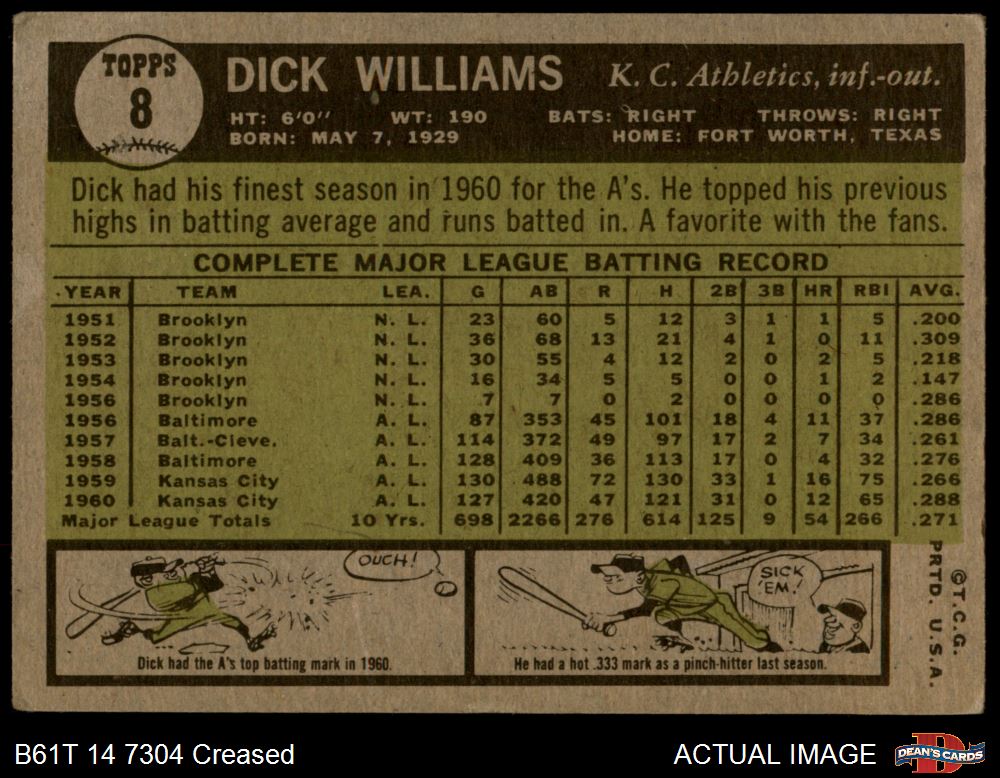 TOPPS
8
DICK WILLIAMS K. C. Athletics, inf.-out.
HT: 6'0'' WT: 190 BATS: RIGHT THROWS: RIGHT
BORN: MAY 7, 1929 HOME: FORT WORTH, TEXAS
Dick had his finest season in 1960 for the A's. He topped his previous
highs in batting average and runs batted in. A favorite with the fans.
COMPLETE MAJOR LEAGUE BATTING RECORD
YEAR TEAM LEA. G AB R H 2B 3B HR RBI AVG.
1951 Brooklyn N. L. 23 60 5 12 3 1 1 5 .200
1952 Brooklyn N. L. 36 68 13 21 4 1 0 11 .309
1953 Brooklyn N. L. 30 55 4 12 2 0 2 5 .218
1954 Brooklyn N. L. 16 34 5 5 0 0 1 2 .147
1956 Brooklyn N. L. 7 7 0 2 0 0 0 0 .286
1956 Baltimore A. L. 87 353 45 101 18 4 11 37 .286
1957 Balt.-Cleve. A. L. 114 372 49 97 17 2 7 34 .261
1958 Baltimore A. L. 128 409 36 113 17 0 4 32 .276
1959 Kansas City A. L. 130 488 72 130 33 1 16 75 .266
1960 Kansas City A. L. 127 420 47 121 31 0 12 65 .288
Major League Totals 10 Yrs. 698 2266 276 614 125 9 54 266 .271
OUCH!
Dick had the A's top batting mark in 1960.
SICK
'EM!
He had a hot .333 mark as a pinch-hitter last season.
©T.C.G.
PRTD. U.S.A.
B61T 14 7304 Creased ACTUAL IMAGE
DEAN'S CARDS